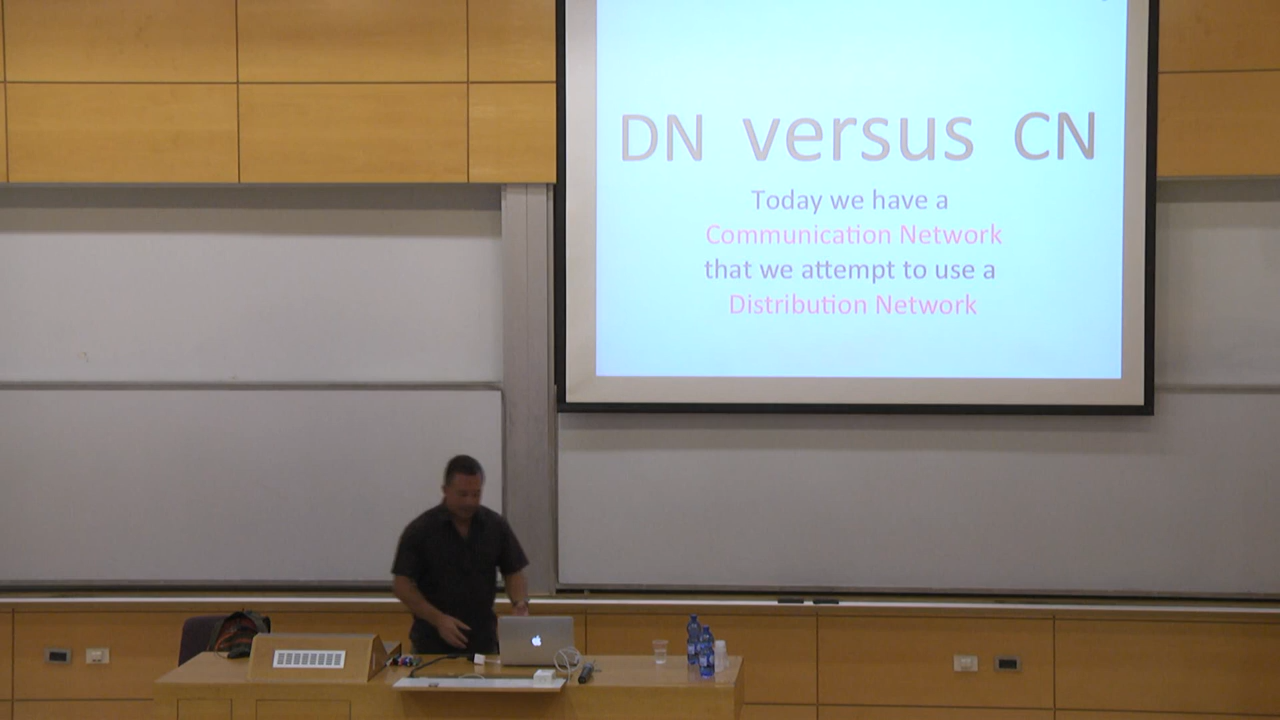 DN versus CN
Today we have a
Communication Network
that we attempt to use a
Distribution Network